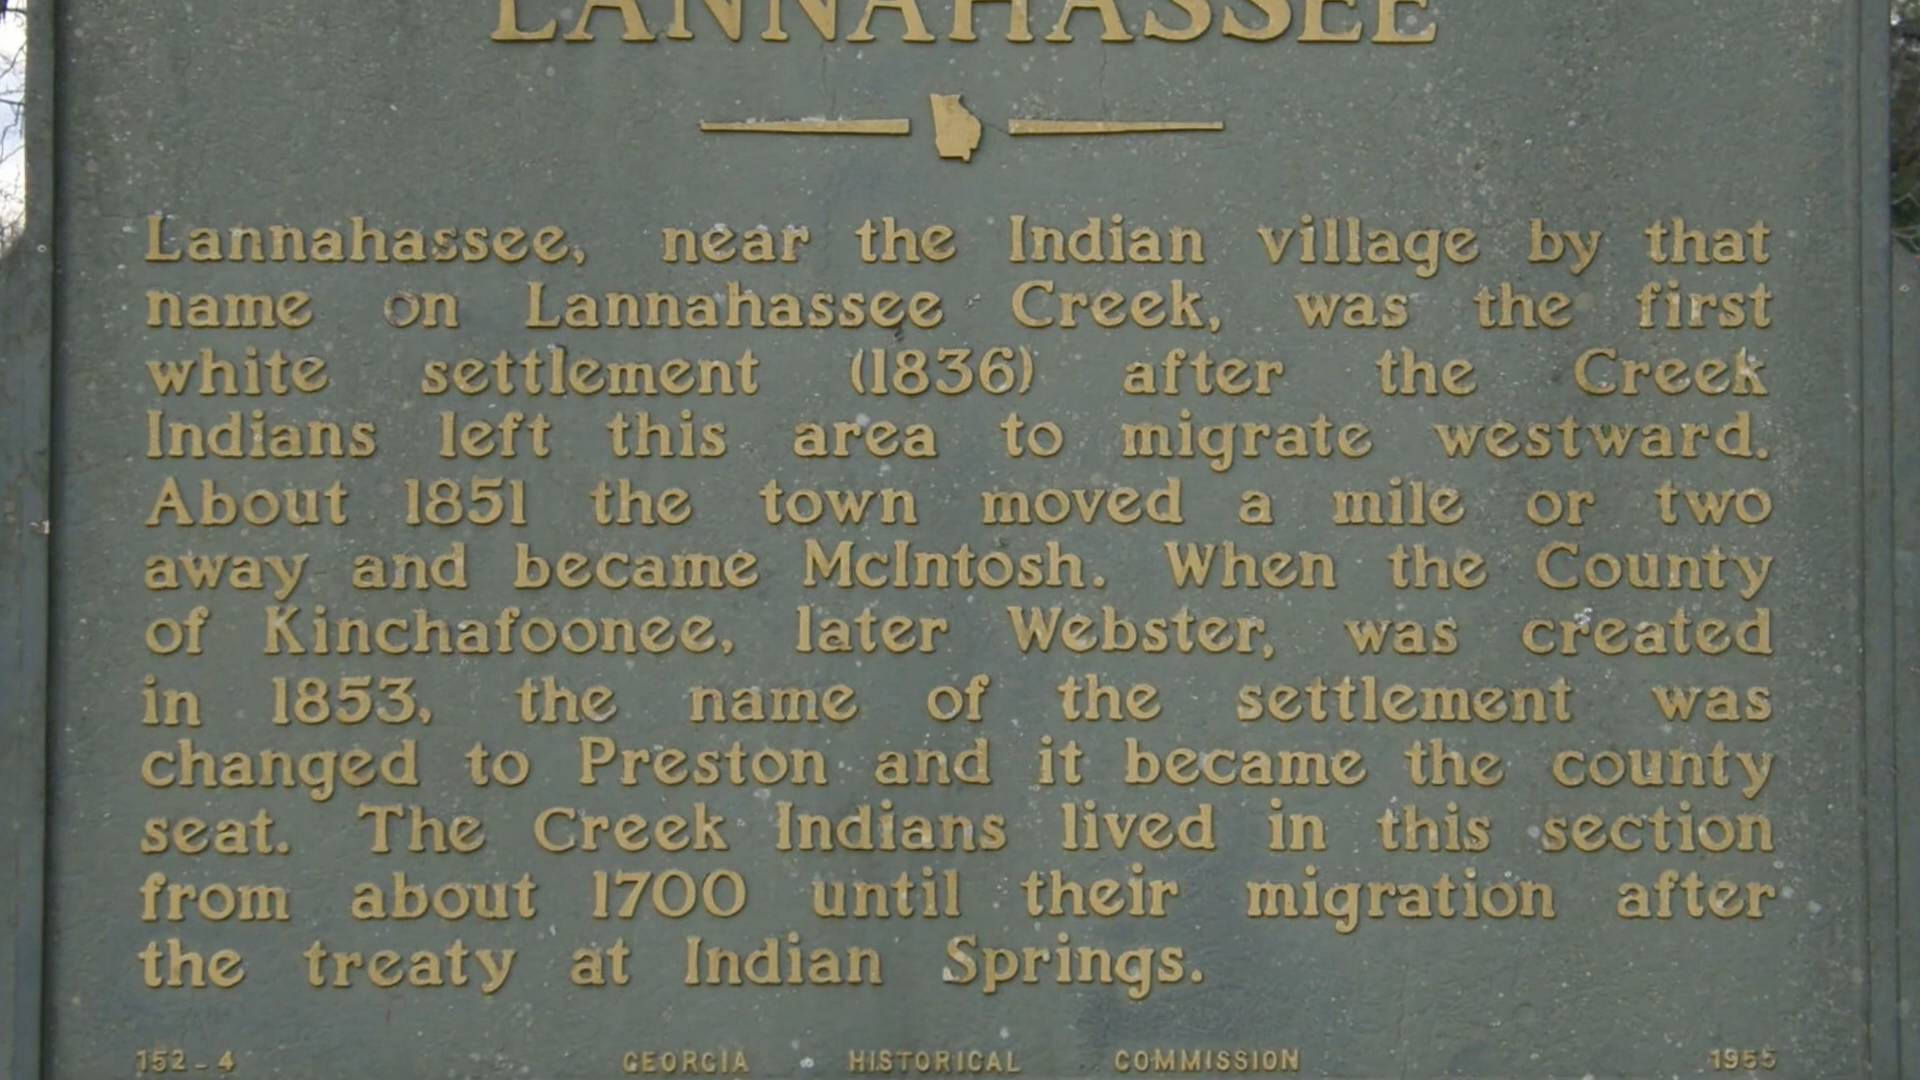 LANNAHASSEE
Lannahassee, near the Indian village by that
name on Lannahassee Creek, was the first
white settlement (1836) after the Creek
Indians left this area to migrate westward.
About 1851 the town moved a mile or two
away and became McIntosh. When the County
of Kinchafoonee, later Webster, was created
in 1853, the name of the settlement was
changed to Preston and it became the county
seat. The Creek Indians lived in this section
from about 1700 until their migration after
the treaty at Indian Springs.
152-4 GEORGIA HISTORICAL COMMISSION 1955